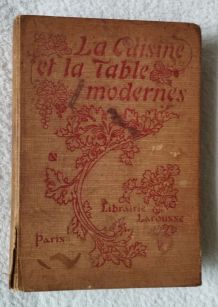 La Cuisine
et la Table
modernes
Librairie
Larousse
Paris